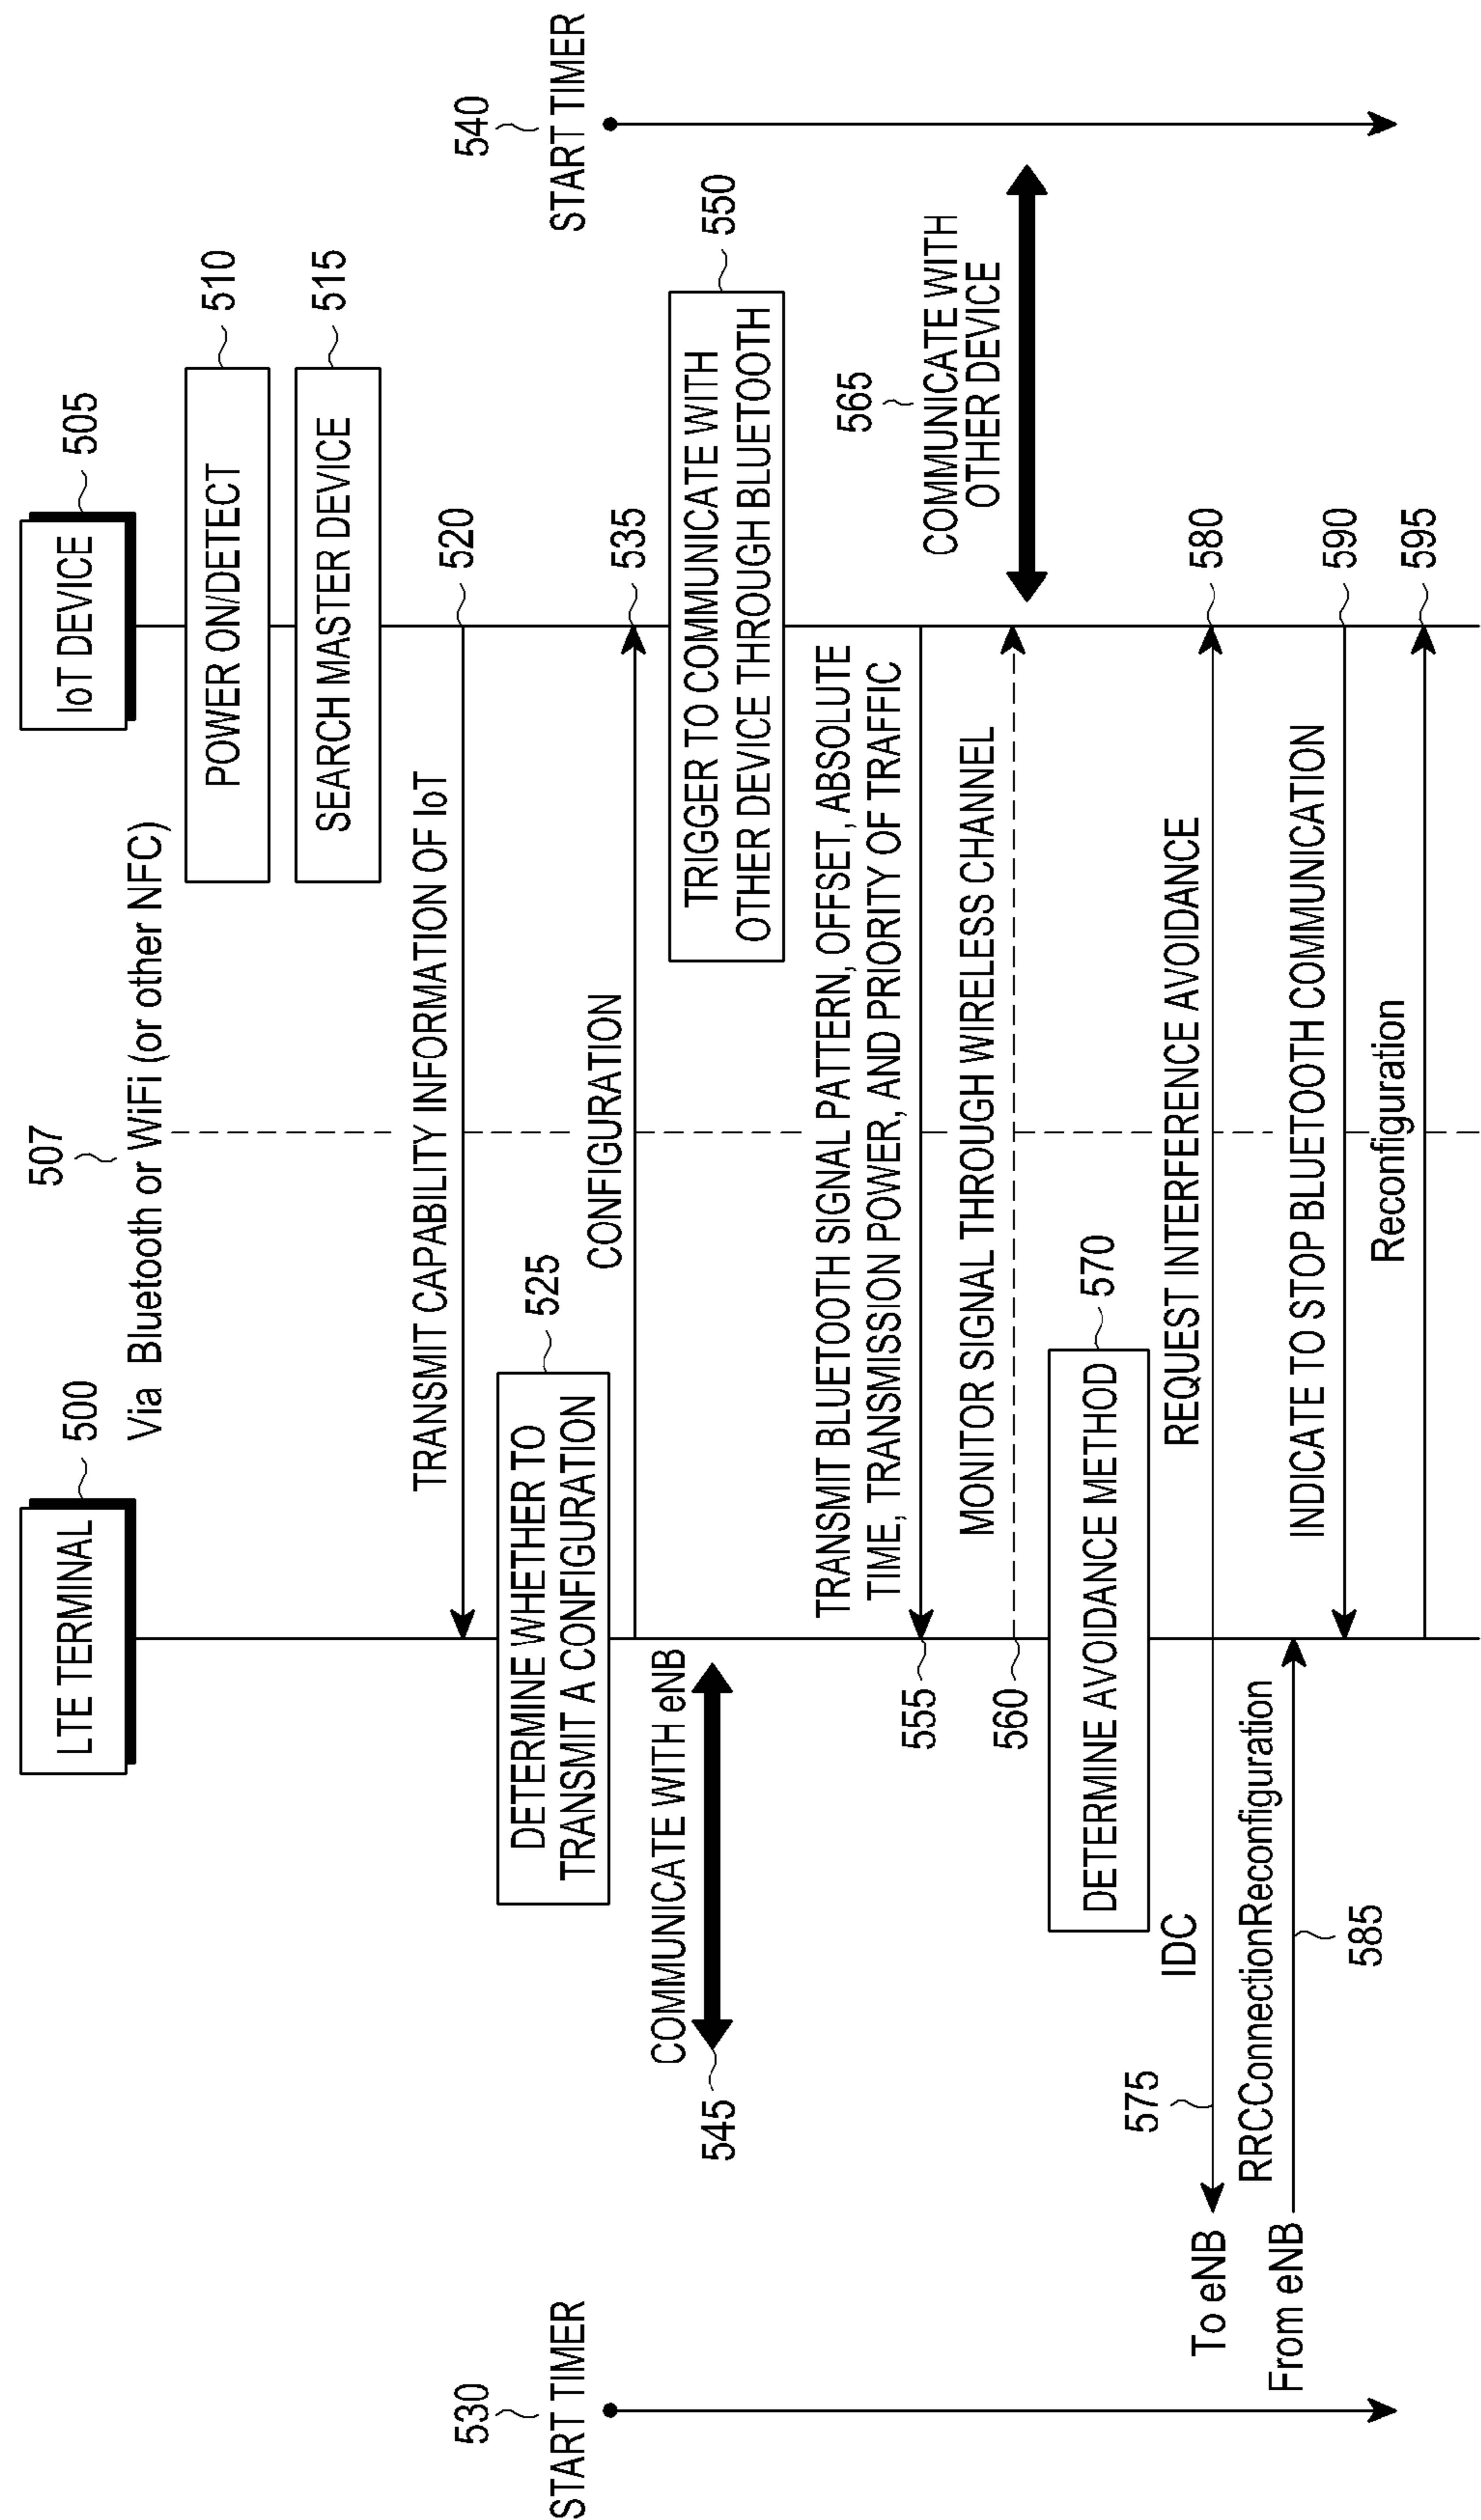 507
500
505
LTE TERMINAL
IoT DEVICE
Via Bluetooth or WiFi (or other NFC)
510
POWER ON/DETECT
515
SEARCH MASTER DEVICE
TRANSMIT CAPABILITY INFORMATION OF IoT
520
525
DETERMINE WHETHER TO
TRANSMIT A CONFIGURATION
530
START TIMER
540
START TIMER
CONFIGURATION
535
COMMUNICATE WITH eNB
545
550
TRIGGER TO COMMUNICATE WITH
OTHER DEVICE THROUGH BLUETOOTH
TRANSMIT BLUETOOTH SIGNAL PATTERN, OFFSET, ABSOLUTE
TIME, TRANSMISSION POWER, AND PRIORITY OF TRAFFIC
555
565
COMMUNICATE WITH
OTHER DEVICE
MONITOR SIGNAL THROUGH WIRELESS CHANNEL
560
570
DETERMINE AVOIDANCE METHOD
575
IDC
To eNB
REQUEST INTERFERENCE AVOIDANCE
580
RRCConnectionReconfiguration
From eNB
585
INDICATE TO STOP BLUETOOTH COMMUNICATION
590
Reconfiguration
595